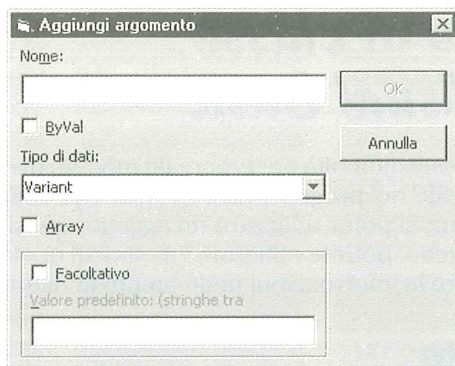 Aggiungi argomento
Nome:
OK
ByVal
Annulla
Tipo di dati:
Variant
Array
Facoltativo
Valore predefinito: (stringhe tra